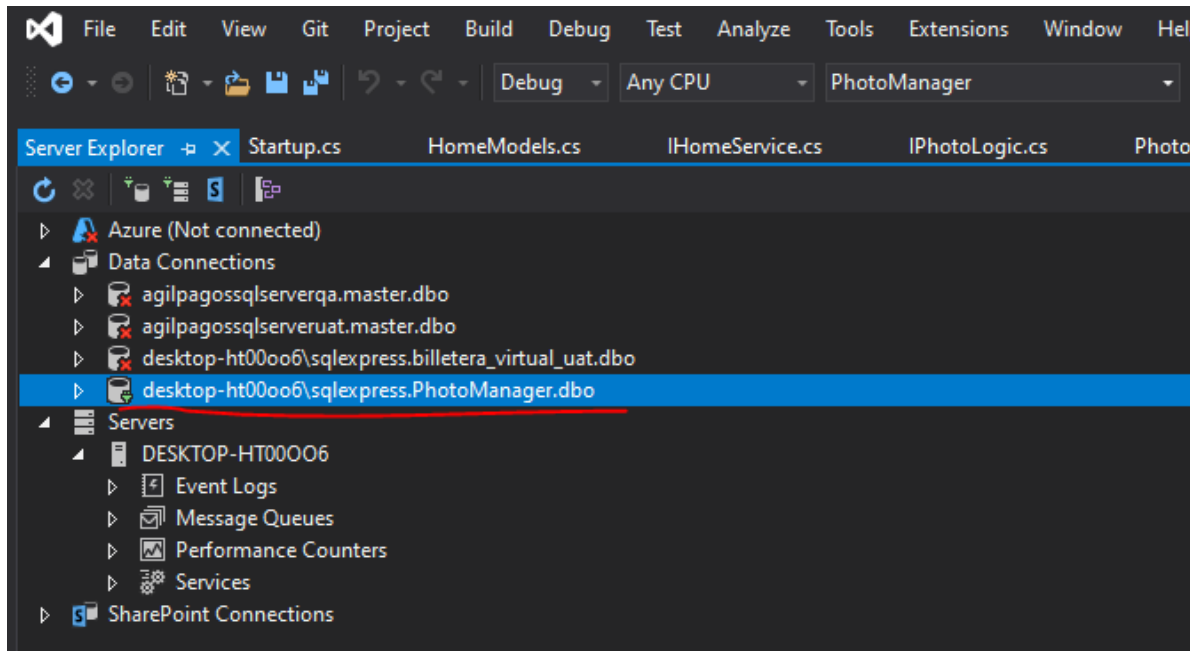 File Edit View Git Project Build Debug Test Analyze Tools Extensions Window Hel
Debug Any CPU PhotoManager
Server Explorer Startup.cs HomeModels.cs IHomeService.cs IPhotoLogic.cs Photo
Azure (Not connected)
Data Connections
agilpagossqlserverqa.master.dbo
agilpagossqlserveruat.master.dbo
desktop-ht00oo6\sqlexpress.billetera_virtual_uat.dbo
desktop-ht00oo6\sqlexpress.PhotoManager.dbo
Servers
DESKTOP-HT00OO6
Event Logs
Message Queues
Performance Counters
Services
SharePoint Connections